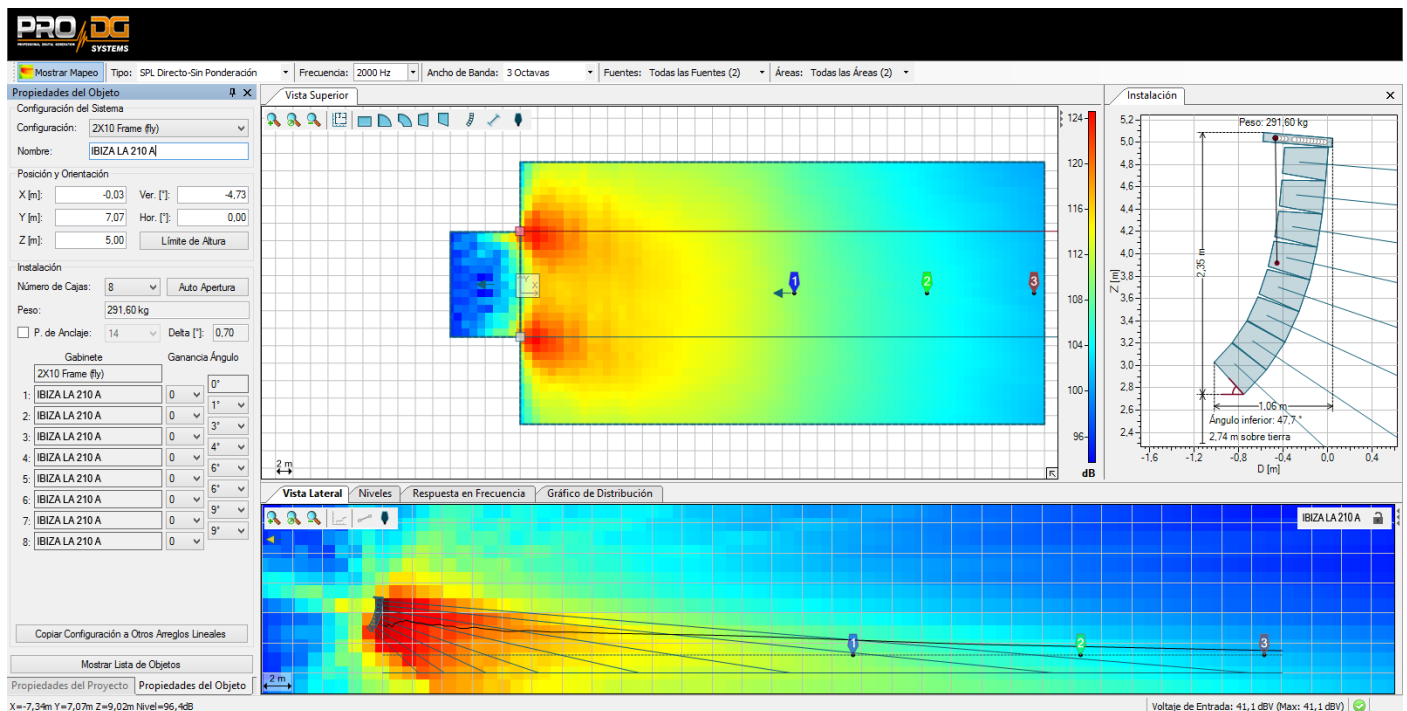 PRO DG
PROFESSIONAL DIGITAL GENERATION
SYSTEMS
Mostrar Mapeo Tipo: SPL Directo-Sin Ponderación Frecuencia: 2000 Hz Ancho de Banda: 3 Octavas Fuentes: Todas las Fuentes (2) Áreas: Todas las Áreas (2)
Propiedades del Objeto
Configuración del Sistema
Configuración: 2X10 Frame (fly)
Nombre: IBIZA LA 210 A
Posición y Orientación
X [m]: -0,03 Ver. [°]: -4.73
Y [m]: 7,07 Hor. [°]: 0,00
Z [m]: 5,00 Límite de Altura
Instalación
Número de Cajas: 8 Auto Apertura
Peso: 291,60 kg
P. de Anclaje: 14 Delta [°]: 0,70
Gabinete Ganancia Ángulo
2X10 Frame (fly)
0°
1: IBIZA LA 210 A 0
1°
2: IBIZA LA 210 A 0
3°
3: IBIZA LA 210 A 0
4°
4: IBIZA LA 210 A 0
6°
5: IBIZA LA 210 A 0
6°
6: IBIZA LA 210 A 0
9°
7: IBIZA LA 210 A 0
9°
8: IBIZA LA 210 A 0
Copiar Configuración a Otros Arreglos Lineales
Mostrar Lista de Objetos
Propiedades del Proyecto Propiedades del Objeto
Vista Superior
Y
X
1 2 3
2 m
124
120
116
112
108
104
100
96
dB
Instalación
Peso: 291,60 kg
5,2
5,0
4,8
4,6
4,4
4,2
4,0
3,8
3,6
3,4
3,2
3,0
2,8
2,6
2,4
Z [m]
2,35 m
1,06 m
Ángulo inferior: 47,7 °
2,74 m sobre tierra
-1,6 -1,2 -0,8 -0,4 0,0 0,4
D [m]
Vista Lateral Niveles Respuesta en Frecuencia Gráfico de Distribución
IBIZA LA 210 A
1 2 3
2 m
X=-7,34m Y=7,07m Z=9,02m Nivel=96,4dB
Voltaje de Entrada: 41,1 dBV (Max: 41,1 dBV)